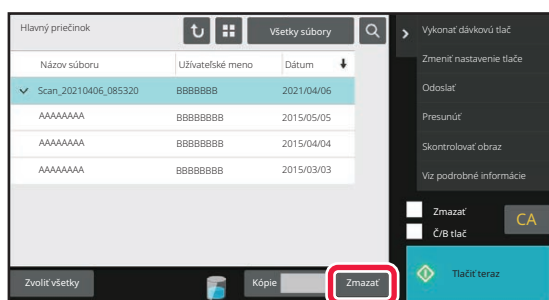 Hlavný priečinok
Všetky súbory
Názov súboru Užívateľské meno Dátum
Scan_20210406_085320 BBBBBBB 2021/04/06
AAAAAAAA BBBBBBBB 2015/05/05
AAAAAAAA BBBBBBBB 2015/04/04
AAAAAAAA BBBBBBBB 2015/03/03
Zvoliť všetky
Kópie
Zmazať
Vykonať dávkovú tlač
Zmeniť nastavenie tlače
Odoslať
Presunúť
Skontrolovať obraz
Viz podrobné informácie
Zmazať
Č/B tlač
CA
Tlačiť teraz